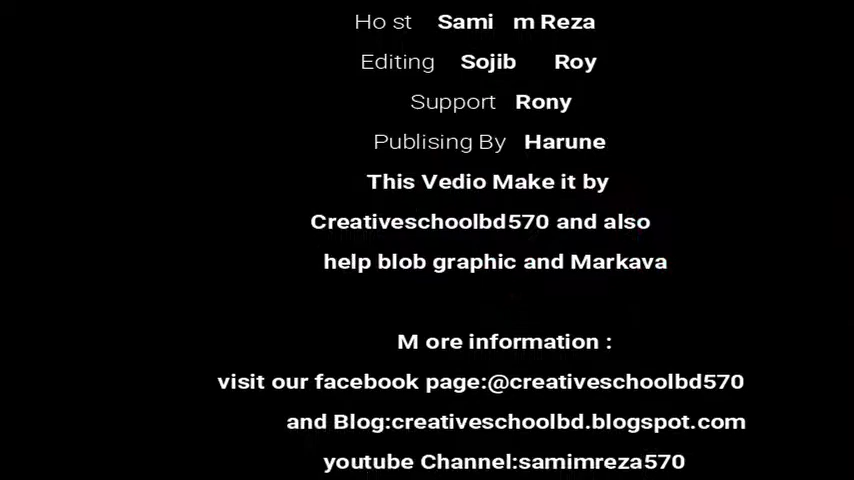 Ho st Sami m Reza
Editing Sojib Roy
Support Rony
Publising By Harune
This Vedio Make it by
Creativeschoolbd570 and also
help blob graphic and Markava
M ore information :
visit our facebook page:@creativeschoolbd570
and Blog:creativeschoolbd.blogspot.com
youtube Channel:samimreza570